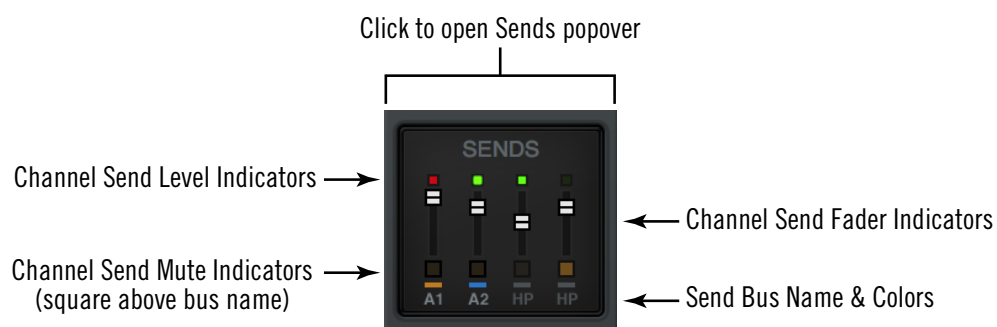 Click to open Sends popover
SENDS
Channel Send Level Indicators
Channel Send Fader Indicators
Channel Send Mute Indicators
(square above bus name)
A1 A2 HP HP
Send Bus Name & Colors